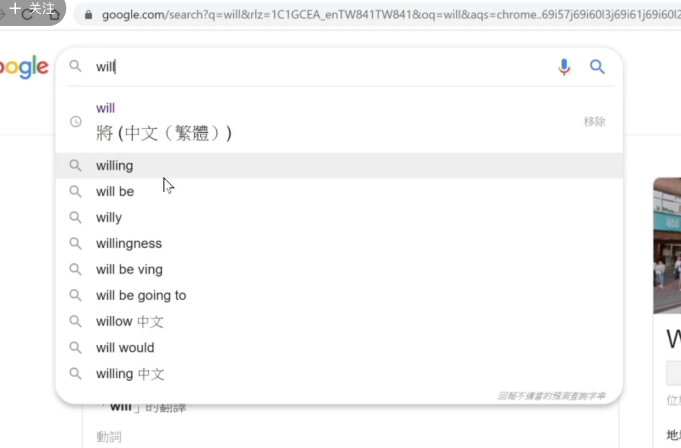 + 关注
google.com/search?q=will&rlz=1C1GCEA_enTW841TW841&oq=will&aqs=chrome..69i57j69i60l3j69i61j69i60l2
oogle
will
will
將 (中文（繁體）)
移除
willing
will be
willy
willingness
will be ving
will be going to
willow 中文
will would
willing 中文
回報不適當的預測查詢字串
「will」的翻譯
動詞
W
位於
地